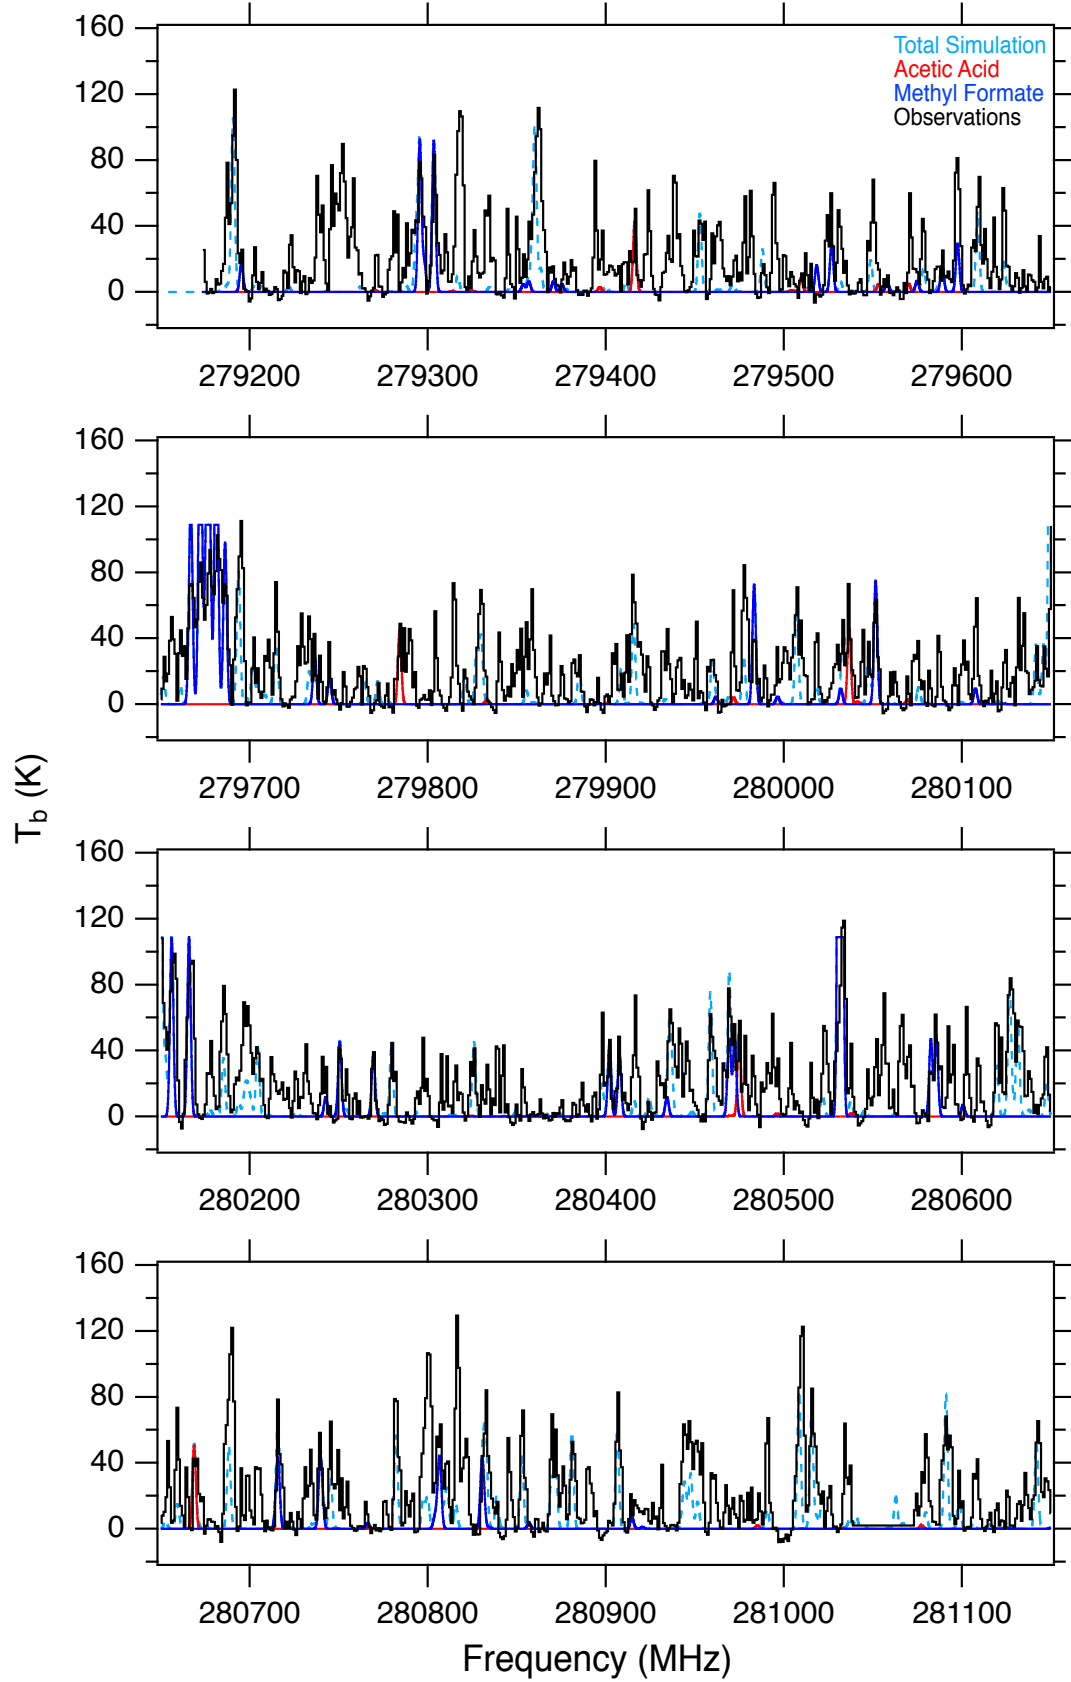 160
120
80
40
0
Total Simulation
Acetic Acid
Methyl Formate
Observations
279200 279300 279400 279500 279600
160
120
80
40
0
279700 279800 279900 280000 280100
T_b (K)
160
120
80
40
0
280200 280300 280400 280500 280600
160
120
80
40
0
280700 280800 280900 281000 281100
Frequency (MHz)